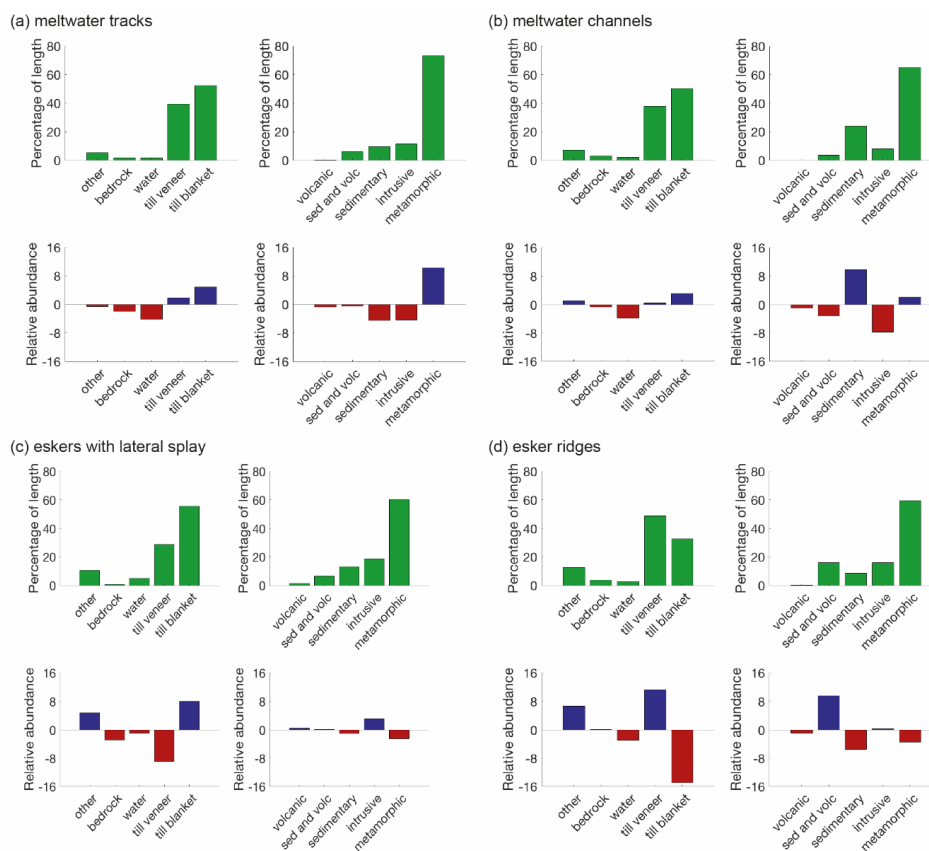 (a) meltwater tracks
(b) meltwater channels
Percentage of length
80
60
40
20
0
other
bedrock
water
till veneer
till blanket
Percentage of length
80
60
40
20
0
volcanic
sed and volc
sedimentary
intrusive
metamorphic
Percentage of length
80
60
40
20
0
other
bedrock
water
till veneer
till blanket
Percentage of length
80
60
40
20
0
volcanic
sed and volc
sedimentary
intrusive
metamorphic
Relative abundance
16
8
0
-8
-16
other
bedrock
water
till veneer
till blanket
Relative abundance
16
8
0
-8
-16
volcanic
sed and volc
sedimentary
intrusive
metamorphic
Relative abundance
16
8
0
-8
-16
other
bedrock
water
till veneer
till blanket
Relative abundance
16
8
0
-8
-16
volcanic
sed and volc
sedimentary
intrusive
metamorphic
(c) eskers with lateral splay
(d) esker ridges
Percentage of length
80
60
40
20
0
other
bedrock
water
till veneer
till blanket
Percentage of length
80
60
40
20
0
volcanic
sed and volc
sedimentary
intrusive
metamorphic
Percentage of length
80
60
40
20
0
other
bedrock
water
till veneer
till blanket
Percentage of length
80
60
40
20
0
volcanic
sed and volc
sedimentary
intrusive
metamorphic
Relative abundance
16
8
0
-8
-16
other
bedrock
water
till veneer
till blanket
Relative abundance
16
8
0
-8
-16
volcanic
sed and volc
sedimentary
intrusive
metamorphic
Relative abundance
16
8
0
-8
-16
other
bedrock
water
till veneer
till blanket
Relative abundance
16
8
0
-8
-16
volcanic
sed and volc
sedimentary
intrusive
metamorphic